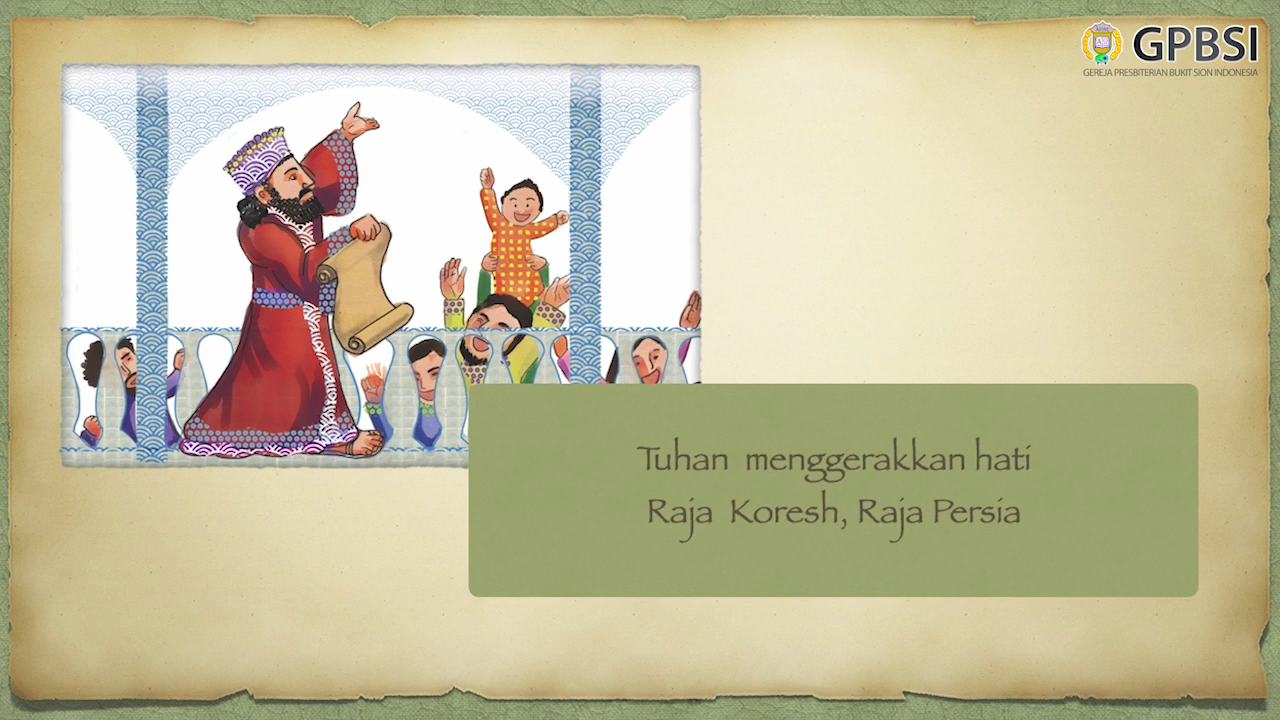 GPBSI
GEREJA PRESBITERIAN BUKIT SION INDONESIA
Tuhan menggerakkan hati
Raja Koresh, Raja Persia